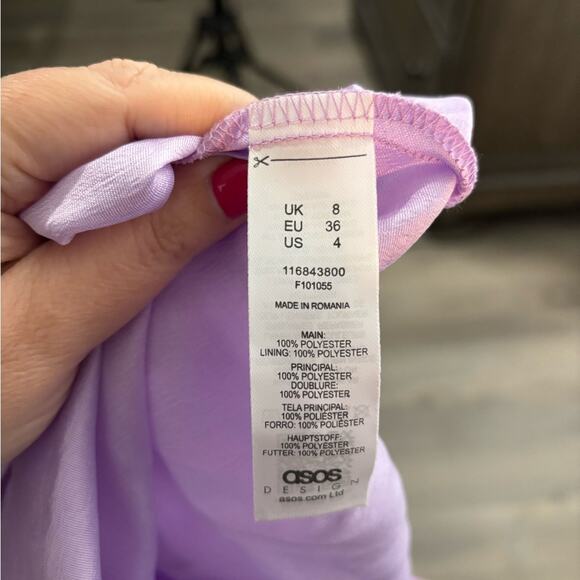 UK 8
EU 36
US 4
116843800
F101055
MADE IN ROMANIA
MAIN:
100% POLYESTER
LINING: 100% POLYESTER
PRINCIPAL:
100% POLYESTER
DOUBLURE:
100% POLYESTER
TELA PRINCIPAL:
100% POLIÉSTER
FORRO: 100% POLIÉSTER
HAUPTSTOFF:
100% POLYESTER
FUTTER: 100% POLYESTER
asos
DESIGN
asos.com Ltd